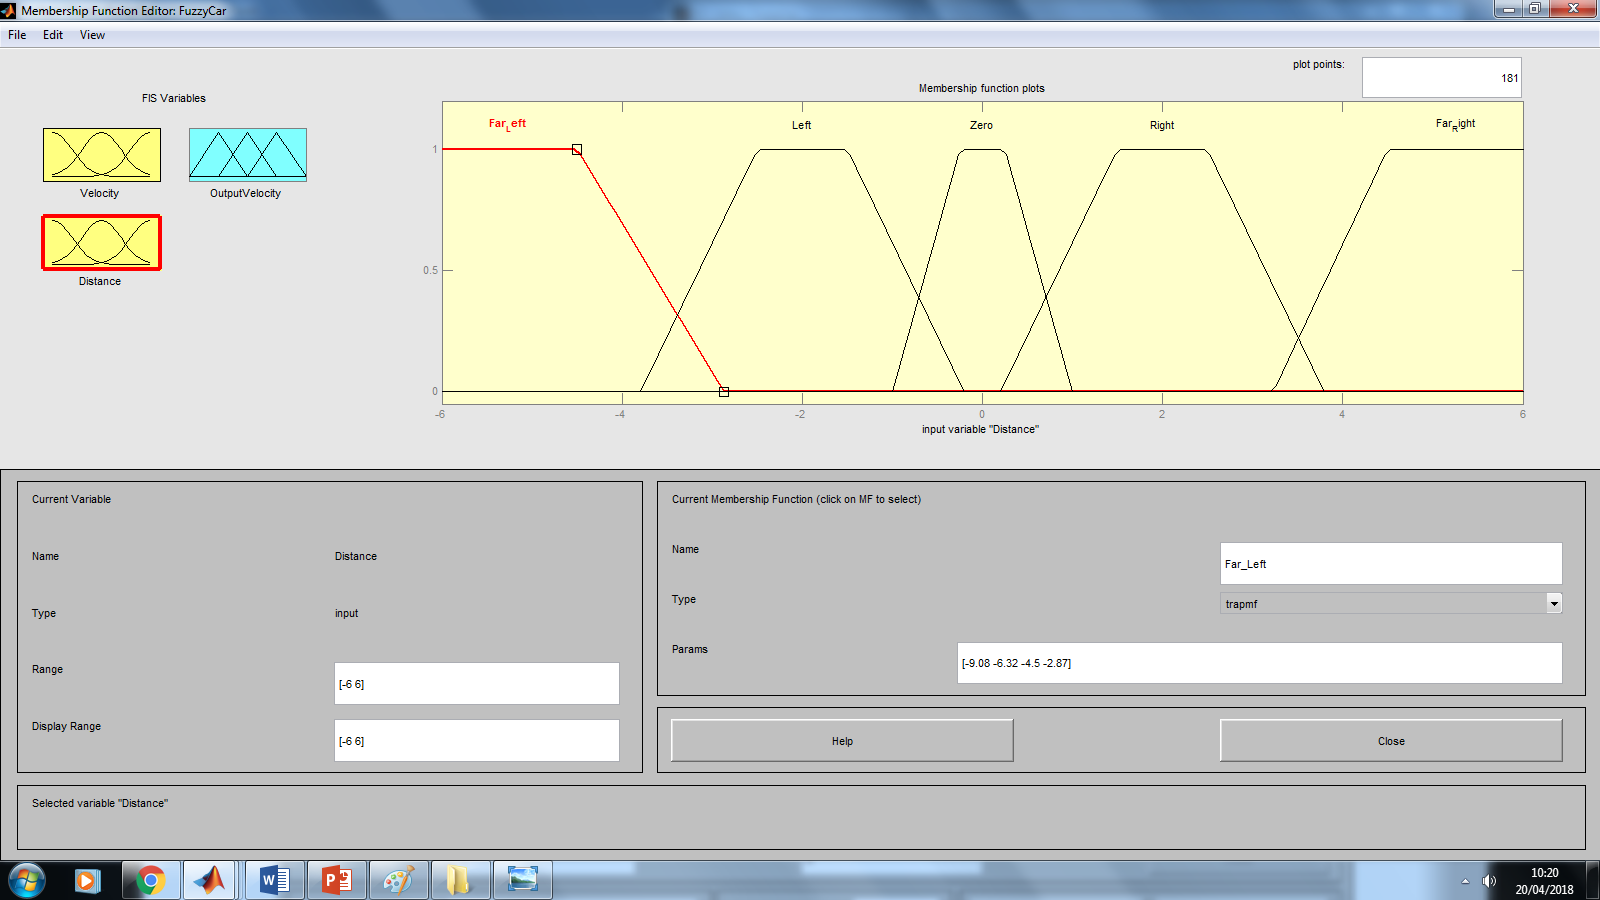 Membership Function Editor: FuzzyCar
File Edit View
plot points:
181
FIS Variables
Membership function plots
Velocity
OutputVelocity
Distance
Far_Left
Left
Zero
Right
Far_Right
1
0.5
0
-6 -4 -2 0 2 4 6
input variable "Distance"
Current Variable
Name Distance
Type input
Range [-6 6]
Display Range [-6 6]
Current Membership Function (click on MF to select)
Name Far_Left
Type trapmf
Params [-9.08 -6.32 -4.5 -2.87]
Help Close
Selected variable "Distance"
10:20
20/04/2018